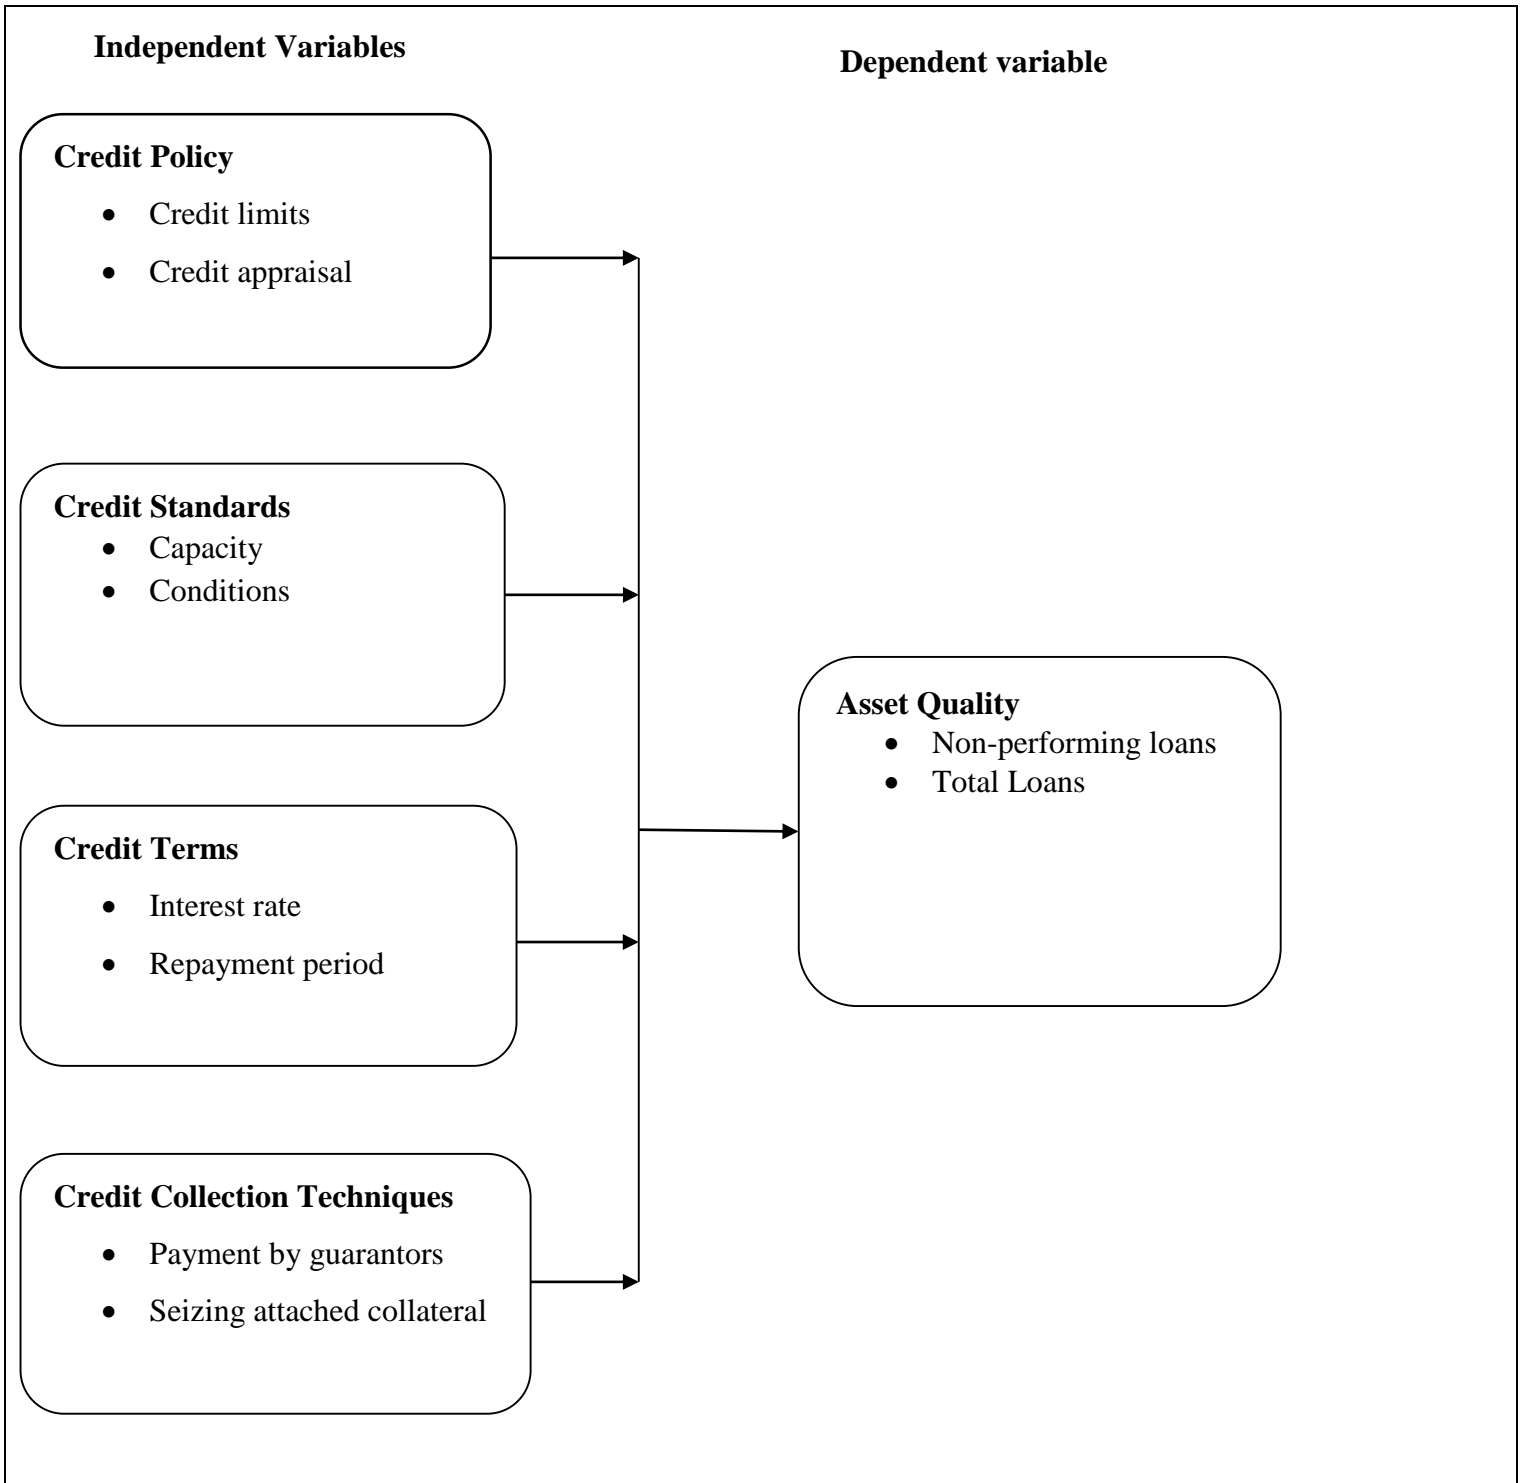 Independent Variables
Dependent variable
Credit Policy
• Credit limits
• Credit appraisal
Credit Standards
• Capacity
• Conditions
Asset Quality
• Non-performing loans
• Total Loans
Credit Terms
• Interest rate
• Repayment period
Credit Collection Techniques
• Payment by guarantors
• Seizing attached collateral